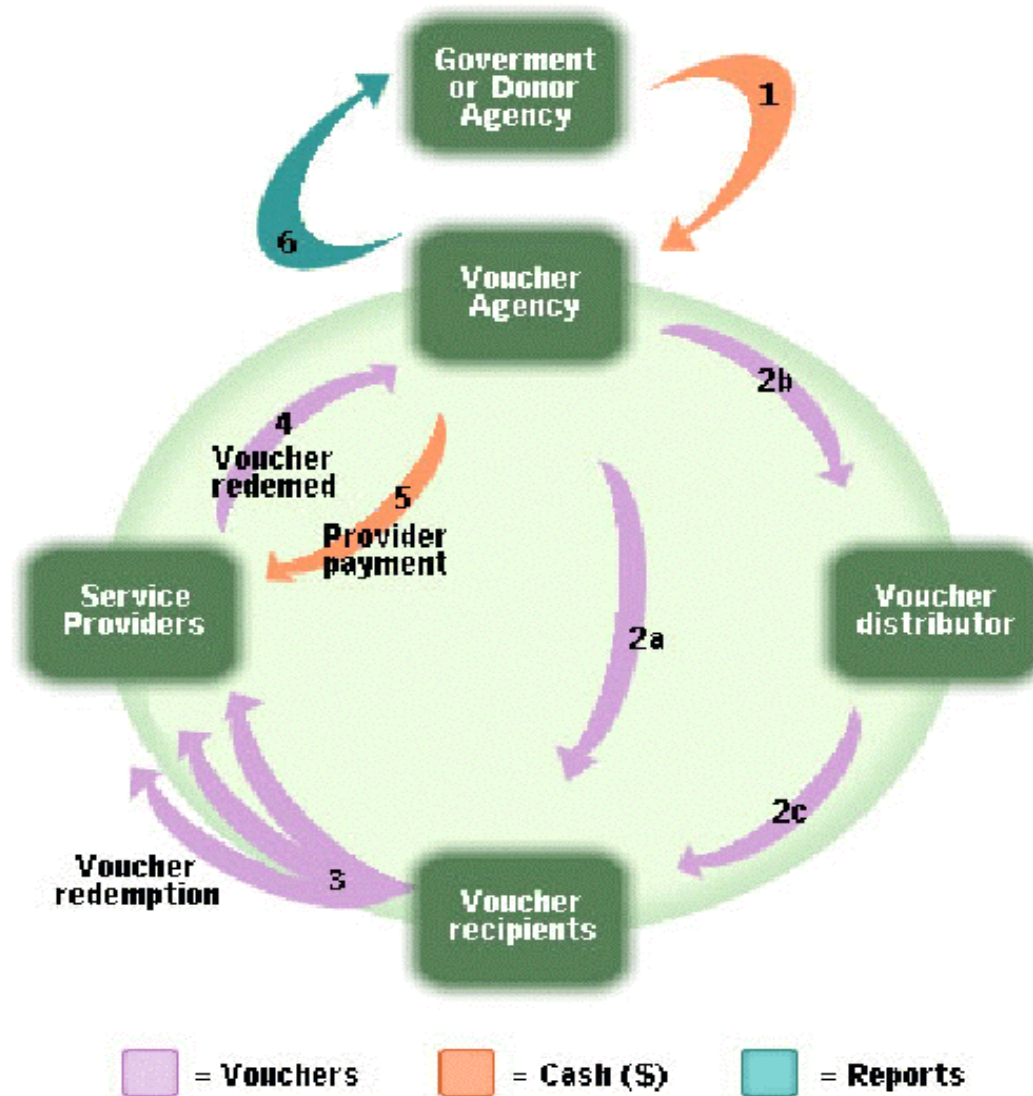 Goverment
or Donor
Agency
1
6
Voucher
Agency
2b
4
Voucher
redemed
5
Provider
payment
Service
Providers
2a
Voucher
distributor
2c
Voucher
redemption
3
Voucher
recipients
= Vouchers
= Cash ($)
= Reports